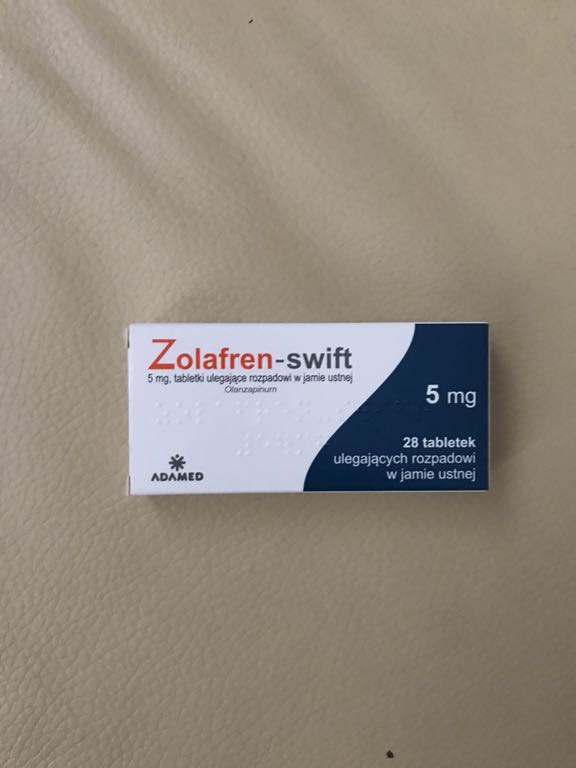 Zolafren-swift
5 mg, tabletki ulegające rozpadowi w jamie ustnej
Olanzapinum
5 mg
28 tabletek
ulegających rozpadowi
w jamie ustnej
ADAMED